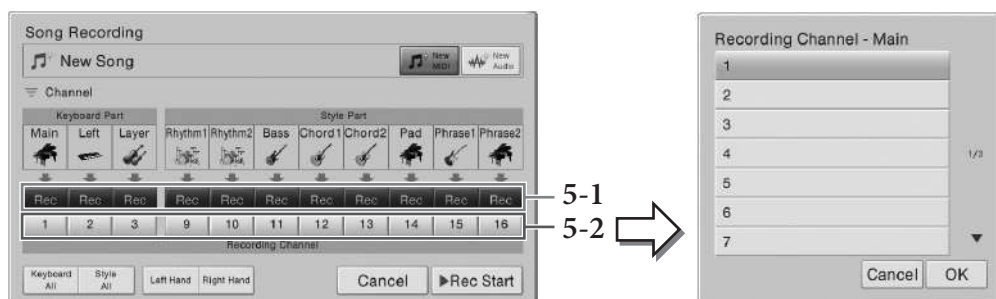 Song Recording
New Song
New MIDI
New Audio
Channel
Keyboard Part
Style Part
Main Left Layer Rhythm1 Rhythm2 Bass Chord1 Chord2 Pad Phrase1 Phrase2
Rec Rec Rec Rec Rec Rec Rec Rec Rec Rec Rec
5-1
1 2 3 9 10 11 12 13 14 15 16
5-2
Recording Channel
Keyboard All
Style All
Left Hand
Right Hand
Cancel
▶Rec Start
Recording Channel - Main
1
2
3
4
1/3
5
6
7
▼
Cancel
OK